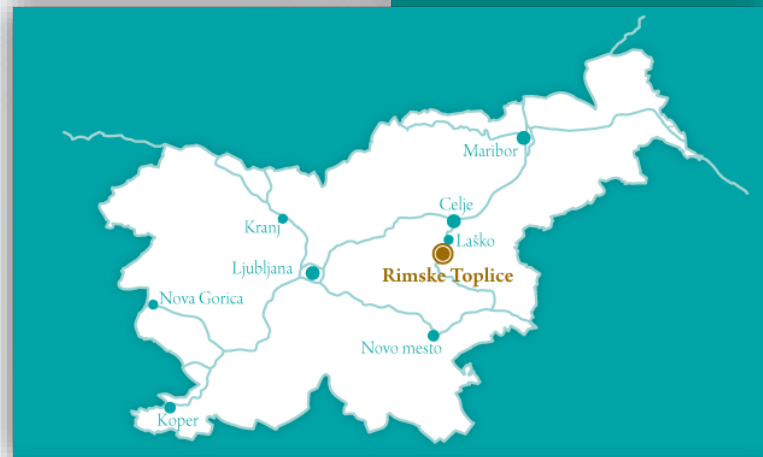 Maribor
Celje
Kranj
Laško
Ljubljana
Rimske Toplice
Nova Gorica
Novo mesto
Koper